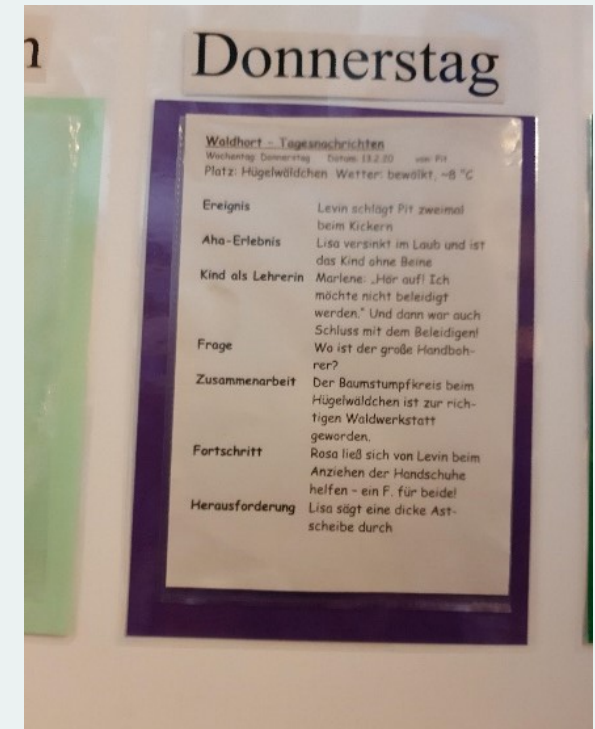 n
Donnerstag
Waldhort - Tagesnachrichten
Wochentag: Donnerstag Datum: 13.2.20 von: Pit
Platz: Hügelwäldchen Wetter: bewölkt, ~8 °C
Ereignis Levin schlägt Pit zweimal
beim Kickern
Aha-Erlebnis Lisa versinkt im Laub und ist
das Kind ohne Beine
Kind als Lehrerin Marlene: „Hör auf! Ich
möchte nicht beleidigt
werden." Und dann war auch
Schluss mit dem Beleidigen!
Frage Wo ist der große Handboh-
rer?
Zusammenarbeit Der Baumstumpfkreis beim
Hügelwäldchen ist zur rich-
tigen Waldwerkstatt
geworden.
Fortschritt Rosa ließ sich von Levin beim
Anziehen der Handschuhe
helfen - ein F. für beide!
Herausforderung Lisa sägt eine dicke Ast-
scheibe durch